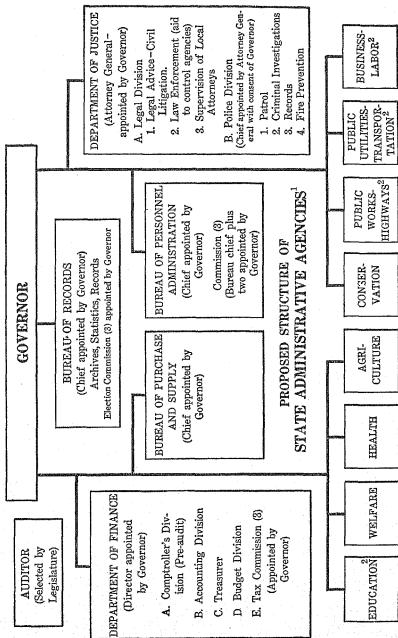 GOVERNOR
AUDITOR
(Selected by
Legislature)
BUREAU OF RECORDS
(Chief appointed by Governor)
Archives, Statistics, Records
Election Commission (3) appointed by Governor
DEPARTMENT OF FINANCE
(Director appointed
by Governor)
A. Comptroller's Div-
ision (Pre-audit)
B. Accounting Division
C. Treasurer
D Budget Division
E. Tax Commission (3)
(Appointed by
Governor)
BUREAU OF PURCHASE
AND SUPPLY
(Chief appointed by
Governor)
BUREAU OF PERSONNEL
ADMINISTRATION
(Chief appointed by
Governor)
Commission (3)
(Bureau chief plus
two appointed by
Governor)
DEPARTMENT OF JUSTICE
(Attorney General—
appointed by Governor)
A. Legal Division
1. Legal Advice—Civil
Litigation.
2. Law Enforcement (aid
to control agencies)
3. Supervision of Local
Attorneys
B. Police Division
(Chief appointed by Attorney Gen-
eral with consent of Governor)
1. Patrol
2. Criminal Investigations
3. Records
4. Fire Prevention
PROPOSED STRUCTURE OF
STATE ADMINISTRATIVE AGENCIES¹
EDUCATION²
WELFARE
HEALTH
AGRI-
CULTURE
CONSER-
VATION
PUBLIC
WORKS-
HIGHWAYS²
PUBLIC
UTILITIES-
TRANSPOR-
TATION²
BUSINESS-
LABOR²